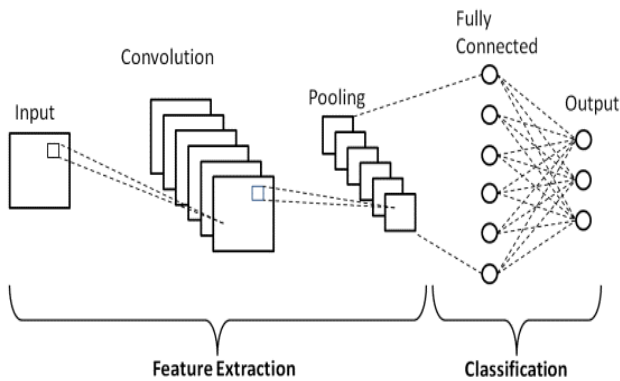 Input
Convolution
Pooling
Fully
Connected
Output
Feature Extraction
Classification